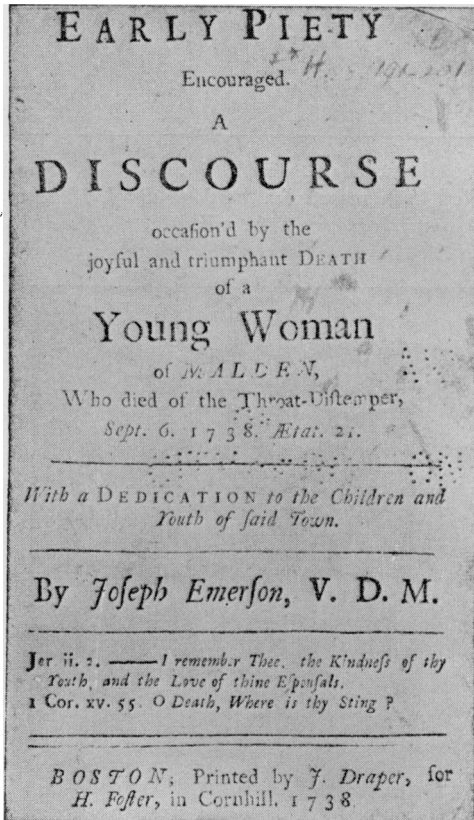 EARLY PIETY
Encouraged.
A
DISCOURSE
occaſion'd by the
joyful and triumphant DEATH
of a
Young Woman
of MALDEN,
Who died of the Throat-Diſtemper,
Sept. 6. 1738. Ætat. 21.
With a DEDICATION to the Children and
Youth of ſaid Town.
By Joſeph Emerſon, V. D. M.
Jer ii. 2. —— I remember Thee, the Kindneſs of thy
Youth, and the Love of thine Eſpouſals.
1 Cor. xv. 55. O Death, Where is thy Sting ?
BOSTON; Printed by J. Draper, for
H. Foſter, in Cornhill. 1738